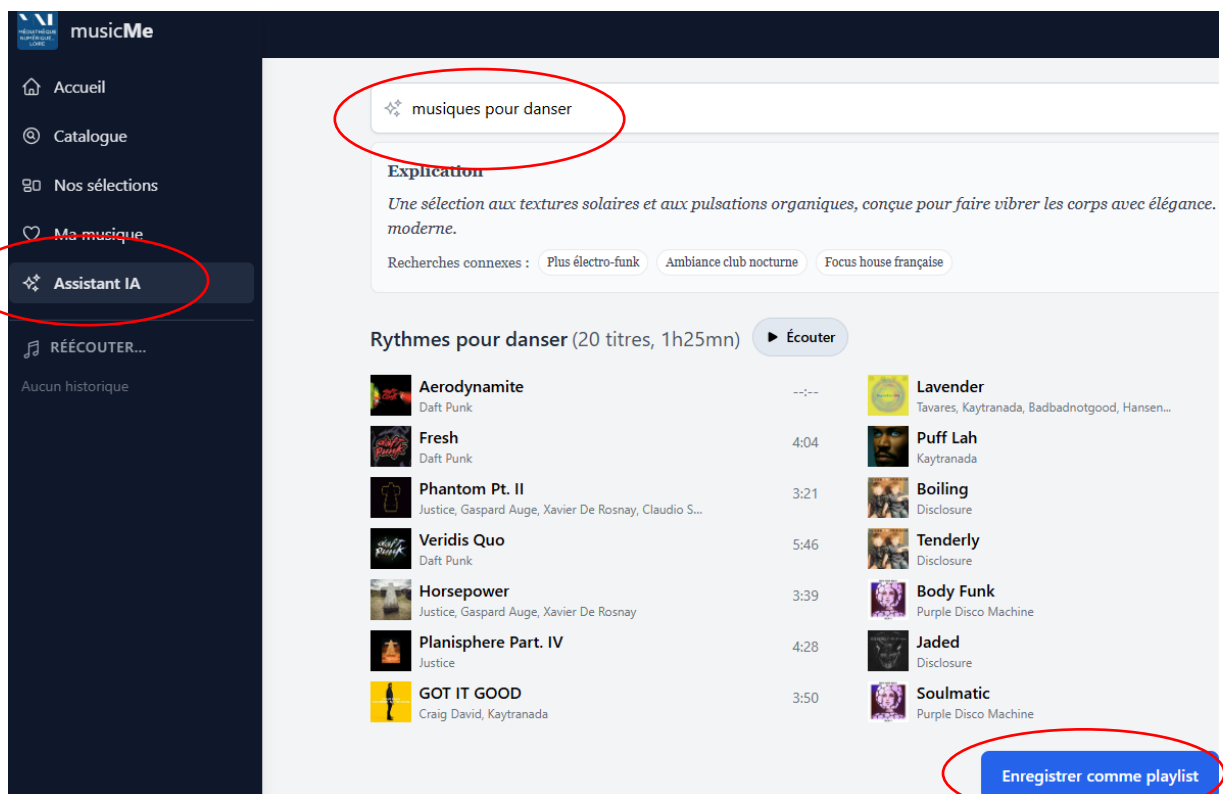 MÉDIATHÈQUE
NUMÉRIQUE
LOIRE
musicMe
Accueil
Catalogue
Nos sélections
Ma musique
Assistant IA
RÉÉCOUTER...
Aucun historique
musiques pour danser
Explication
Une sélection aux textures solaires et aux pulsations organiques, conçue pour faire vibrer les corps avec élégance.
moderne.
Recherches connexes : Plus électro-funk Ambiance club nocturne Focus house française
Rythmes pour danser (20 titres, 1h25mn) Écouter
Aerodynamite
Daft Punk
--:--
Fresh
Daft Punk
4:04
Phantom Pt. II
Justice, Gaspard Auge, Xavier De Rosnay, Claudio S...
3:21
Veridis Quo
Daft Punk
5:46
Horsepower
Justice, Gaspard Auge, Xavier De Rosnay
3:39
Planisphere Part. IV
Justice
4:28
GOT IT GOOD
Craig David, Kaytranada
3:50
Lavender
Tavares, Kaytranada, Badbadnotgood, Hansen...
Puff Lah
Kaytranada
Boiling
Disclosure
Tenderly
Disclosure
Body Funk
Purple Disco Machine
Jaded
Disclosure
Soulmatic
Purple Disco Machine
Enregistrer comme playlist